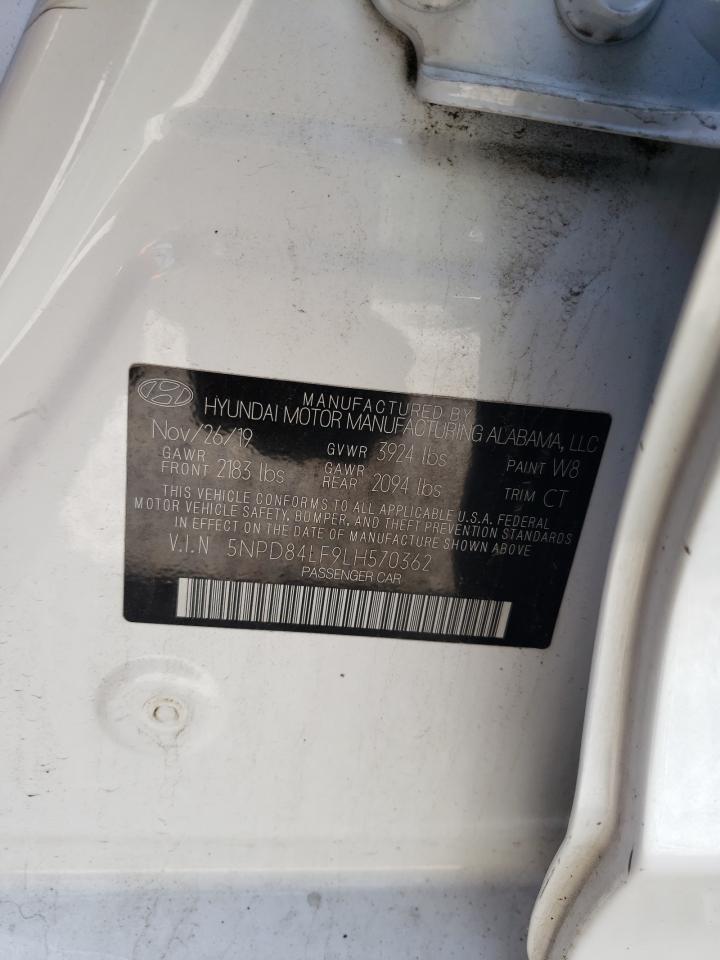 MANUFACTURED BY
HYUNDAI MOTOR MANUFACTURING ALABAMA, LLC
Nov/26/19 GVWR 3924 lbs PAINT W8
GAWR FRONT 2183 lbs GAWR REAR 2094 lbs TRIM CT
THIS VEHICLE CONFORMS TO ALL APPLICABLE U.S.A. FEDERAL
MOTOR VEHICLE SAFETY, BUMPER, AND THEFT PREVENTION STANDARDS
IN EFFECT ON THE DATE OF MANUFACTURE SHOWN ABOVE.
V.I.N 5NPD84LF9LH570362
PASSENGER CAR